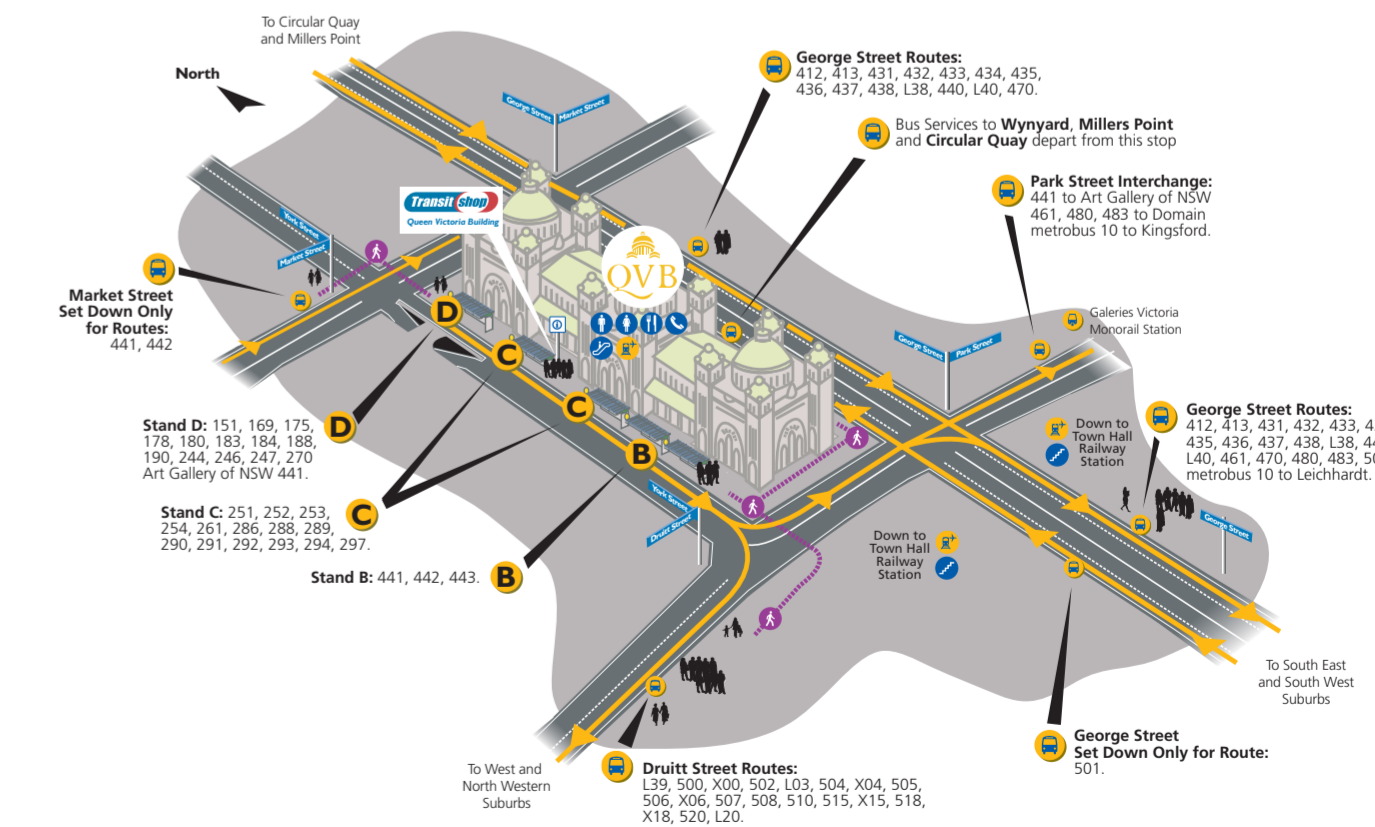 To Circular Quay
and Millers Point
North
George Street Routes:
412, 413, 431, 432, 433, 434, 435,
436, 437, 438, L38, 440, L40, 470.
George Street
Market Street
Bus Services to Wynyard, Millers Point
and Circular Quay depart from this stop
Park Street Interchange:
441 to Art Gallery of NSW
461, 480, 483 to Domain
metrobus 10 to Kingsford.
Transit shop
Queen Victoria Building
York Street
Market Street
QVB
Market Street
Set Down Only
for Routes:
441, 442
Galeries Victoria
Monorail Station
George Street
Park Street
D
C
C
B
George Street Routes:
412, 413, 431, 432, 433,
435, 436, 437, 438, L38,
L40, 461, 470, 480, 483,
metrobus 10 to Leichhardt.
Down to
Town Hall
Railway
Station
Stand D: 151, 169, 175,
178, 180, 183, 184, 188,
190, 244, 246, 247, 270
Art Gallery of NSW 441.
D
York Street
Druitt Street
George Street
Stand C: 251, 252, 253,
254, 261, 286, 288, 289,
290, 291, 292, 293, 294, 297.
C
Down to
Town Hall
Railway
Station
Stand B: 441, 442, 443.
B
To South East
and South West
Suburbs
George Street
Set Down Only for Route:
501.
To West and
North Western
Suburbs
Druitt Street Routes:
L39, 500, X00, 502, L03, 504, X04, 505,
506, X06, 507, 508, 510, 515, X15, 518,
X18, 520, L20.